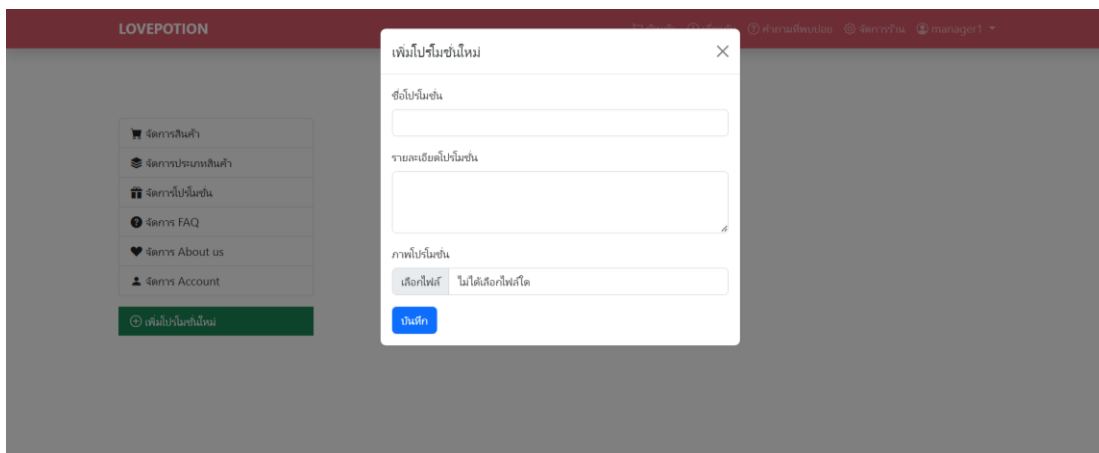 LOVEPOTION
คำถามที่พบบ่อย จัดการร้าน manager1
เพิ่มโปรโมชั่นใหม่
ชื่อโปรโมชั่น
รายละเอียดโปรโมชั่น
ภาพโปรโมชั่น
เลือกไฟล์ ไม่ได้เลือกไฟล์ใด
บันทึก
จัดการสินค้า
จัดการประเภทสินค้า
จัดการโปรโมชั่น
จัดการ FAQ
จัดการ About us
จัดการ Account
เพิ่มโปรโมชั่นใหม่